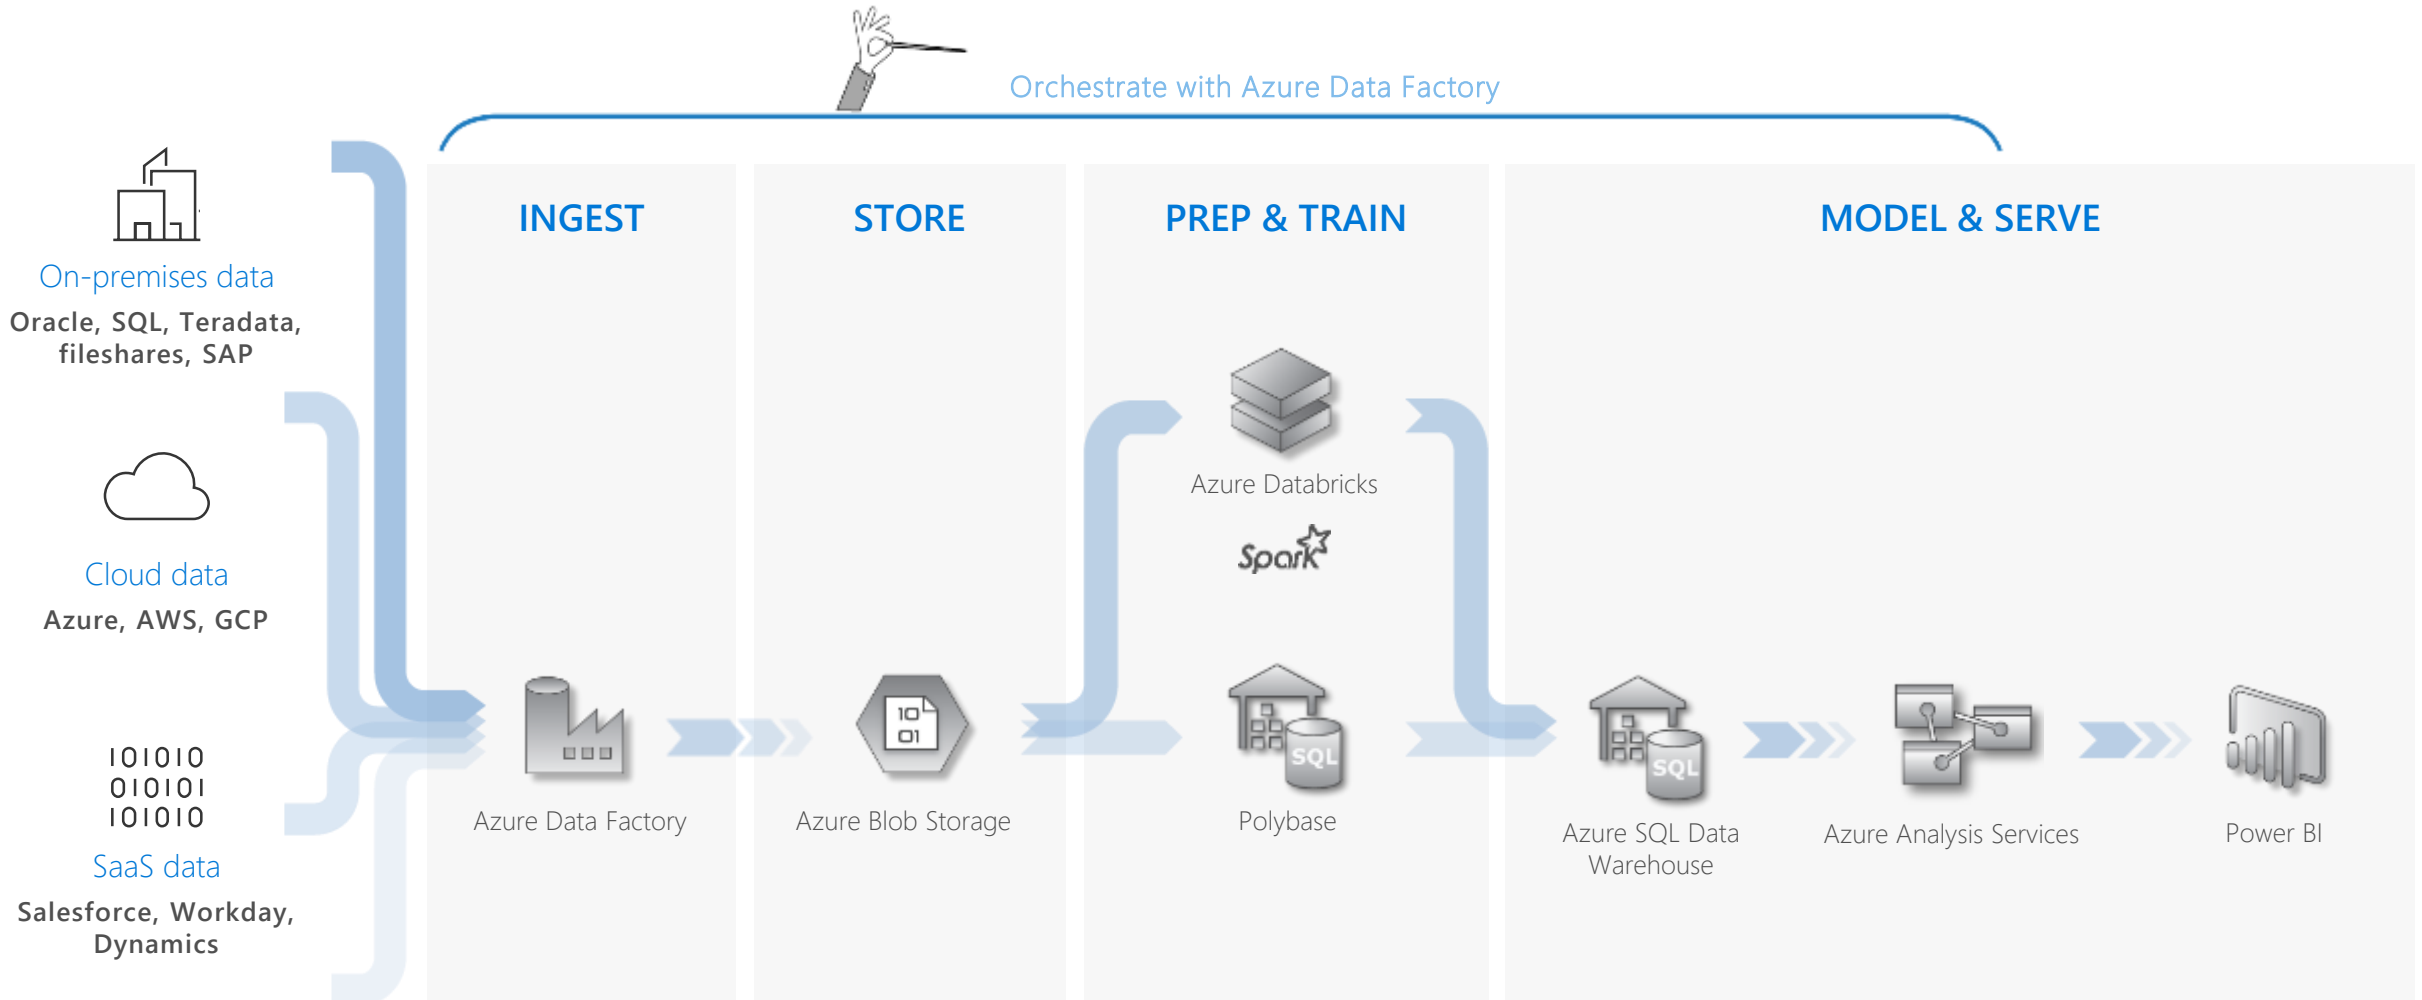 Orchestrate with Azure Data Factory
On-premises data
Oracle, SQL, Teradata,
fileshares, SAP
Cloud data
Azure, AWS, GCP
101010
010101
101010
SaaS data
Salesforce, Workday,
Dynamics
INGEST
Azure Data Factory
STORE
10
01
Azure Blob Storage
PREP & TRAIN
Azure Databricks
Spark
SQL
Polybase
MODEL & SERVE
SQL
Azure SQL Data
Warehouse
Azure Analysis Services
Power BI